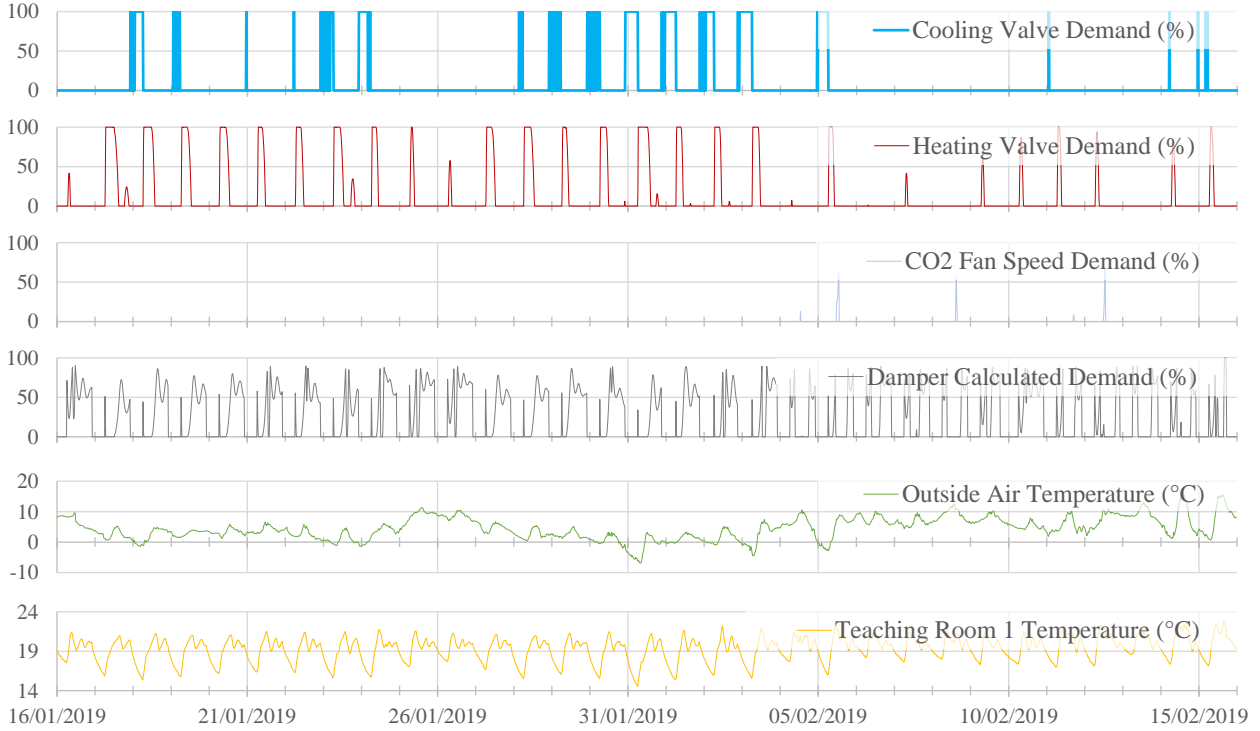 100
Cooling Valve Demand (%)
50
0
100
Heating Valve Demand (%)
50
0
100
CO2 Fan Speed Demand (%)
50
0
100
Damper Calculated Demand (%)
50
0
20
Outside Air Temperature (°C)
10
0
-10
24
Teaching Room 1 Temperature (°C)
19
14
16/01/2019 21/01/2019 26/01/2019 31/01/2019 05/02/2019 10/02/2019 15/02/2019